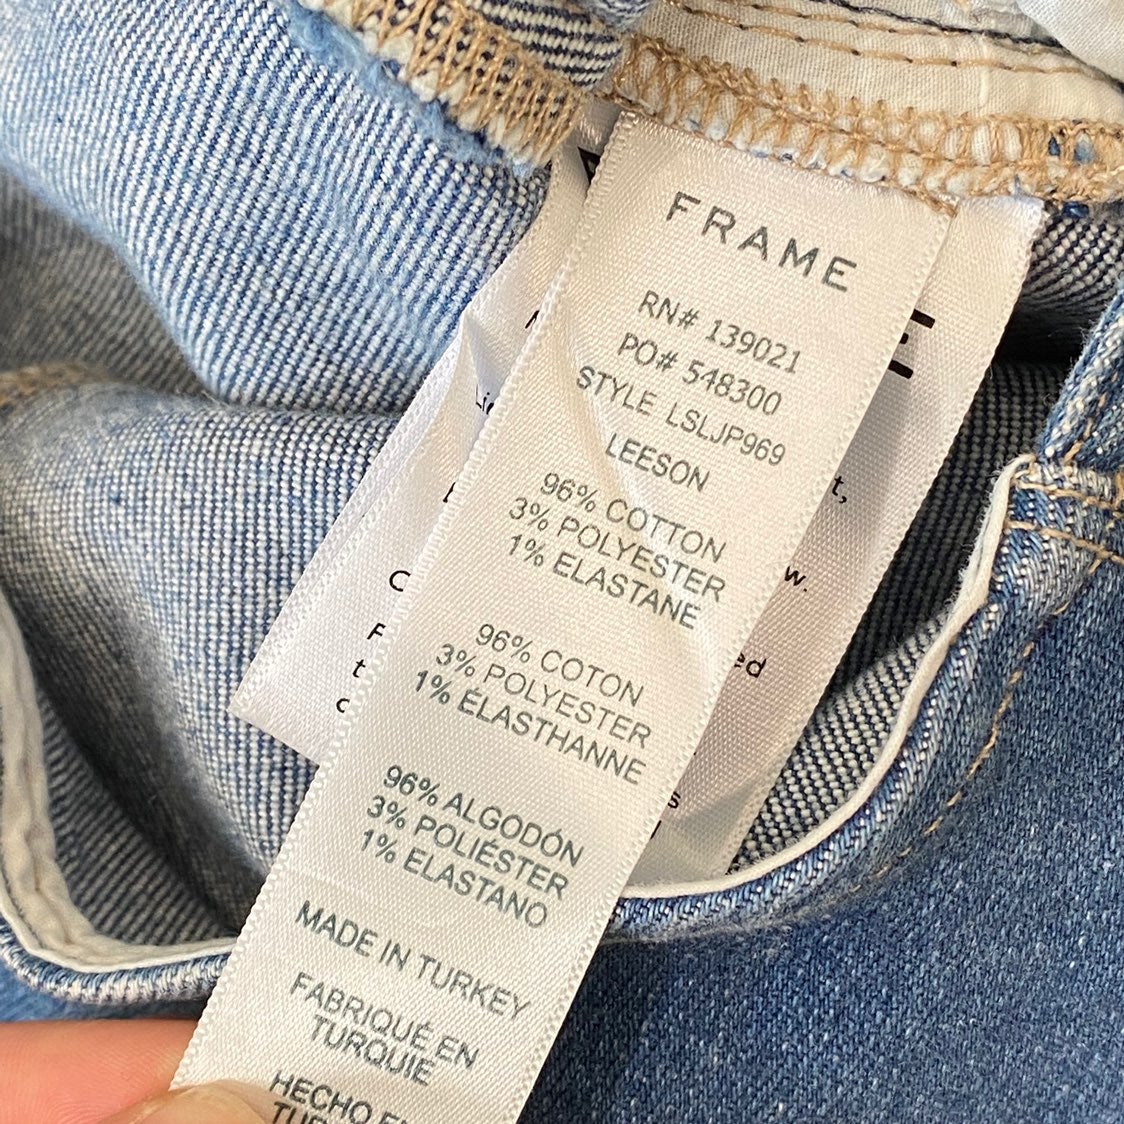 FRAME
RN# 139021
PO# 548300
STYLE LSLJP969
LEESON
96% COTTON
3% POLYESTER
1% ELASTANE
96% COTON
3% POLYESTER
1% ÉLASTHANNE
96% ALGODÓN
3% POLIÉSTER
1% ELASTANO
MADE IN TURKEY
FABRIQUÉ EN
TURQUIE
HECHO